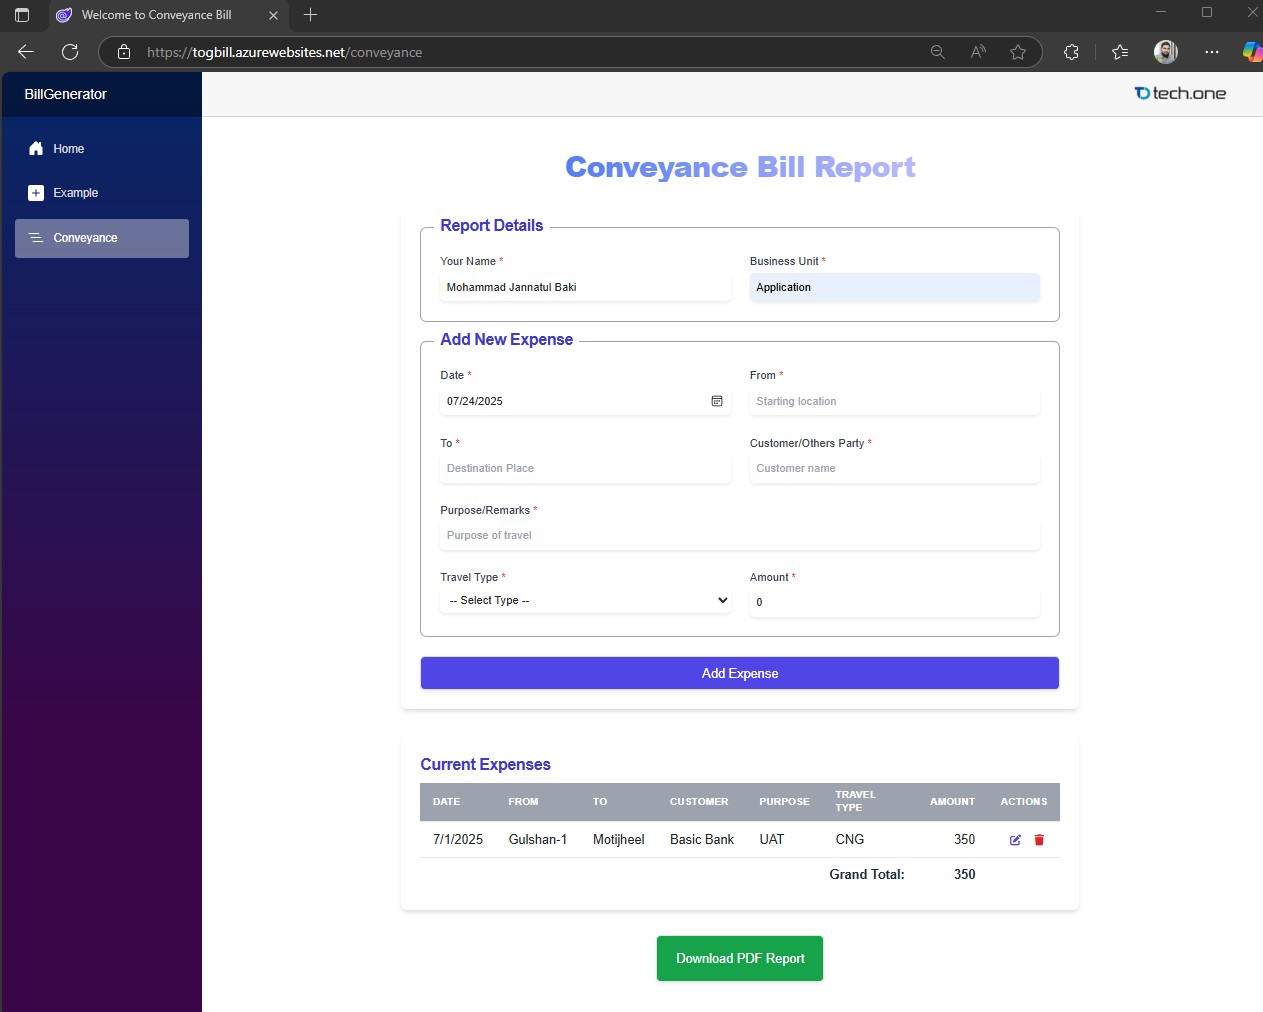 Welcome to Conveyance Bill
https://togbill.azurewebsites.net/conveyance
BillGenerator
tech.one
Home
Example
Conveyance
Conveyance Bill Report
Report Details
Your Name *
Business Unit *
Mohammad Jannatul Baki
Application
Add New Expense
Date *
From *
07/24/2025
Starting location
To *
Customer/Others Party *
Destination Place
Customer name
Purpose/Remarks *
Purpose of travel
Travel Type *
Amount *
-- Select Type --
0
Add Expense
Current Expenses
DATE FROM TO CUSTOMER PURPOSE TRAVEL TYPE AMOUNT ACTIONS
7/1/2025 Gulshan-1 Motijheel Basic Bank UAT CNG 350
Grand Total: 350
Download PDF Report